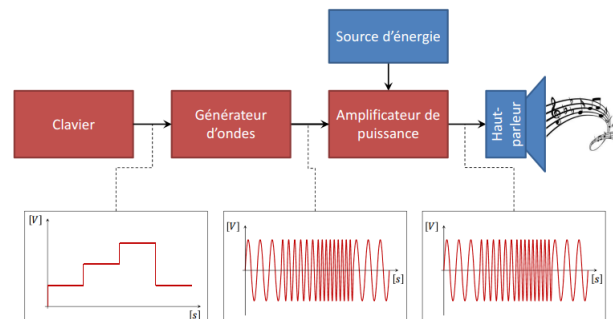 Source d'énergie
Clavier
Générateur
d'ondes
Amplificateur de
puissance
Haut-
parleur
[V]
[s]
[V]
[s]
[V]
[s]